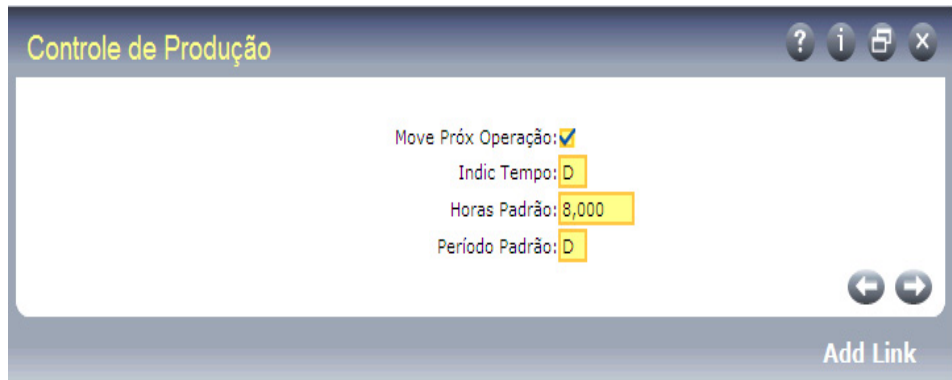 Controle de Produção
? i
Move Próx Operação:
Indic Tempo: D
Horas Padrão: 8,000
Período Padrão: D
Add Link